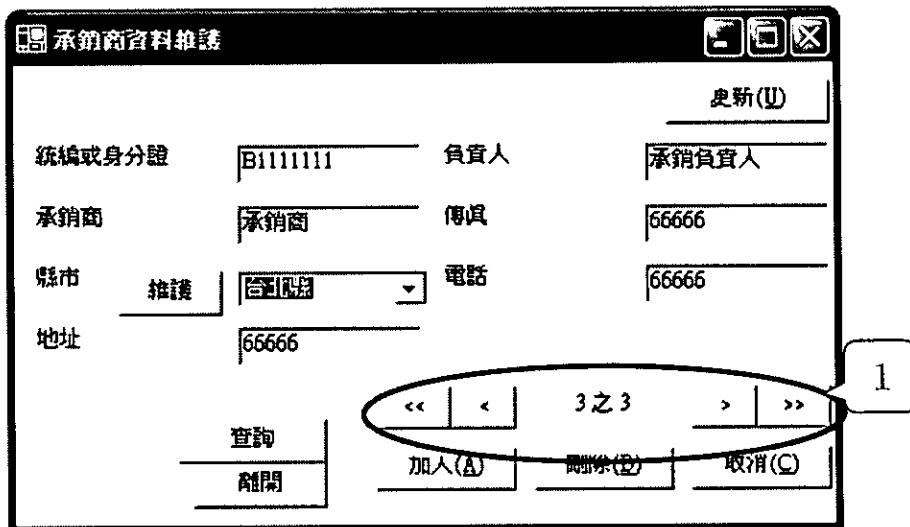 承銷商資料維護
更新(U)
統編或身分證 B1111111 負責人 承銷負責人
承銷商 承銷商 傳真 66666
縣市 維護 台北縣 電話 66666
地址 66666
<< < 3之3 > >> 1
查詢
加入(A) 刪除(D) 取消(C)
離開